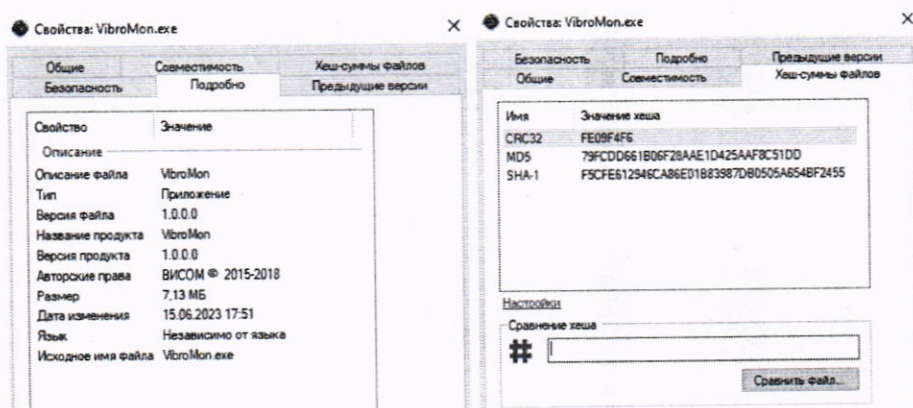 Свойства: VibroMon.exe
Общие Совместимость Хеш-суммы файлов
Безопасность Подробно Предыдущие версии
Свойство Значение
Описание
Описание файла VibroMon
Тип Приложение
Версия файла 1.0.0.0
Название продукта VibroMon
Версия продукта 1.0.0.0
Авторские права ВИСОМ © 2015-2018
Размер 7,13 МБ
Дата изменения 15.06.2023 17:51
Язык Независимо от языка
Исходное имя файла VibroMon.exe
Свойства: VibroMon.exe
Безопасность Подробно Предыдущие версии
Общие Совместимость Хеш-суммы файлов
Имя Значение хеша
CRC32 FE09F4F6
MD5 79FCDD661B06F28AAE1D425AAF8C51DD
SHA-1 F5CFE612946CA86E01B83987DB0505A654BF2455
Настройки
Сравнение хеша
Сравнить файл...